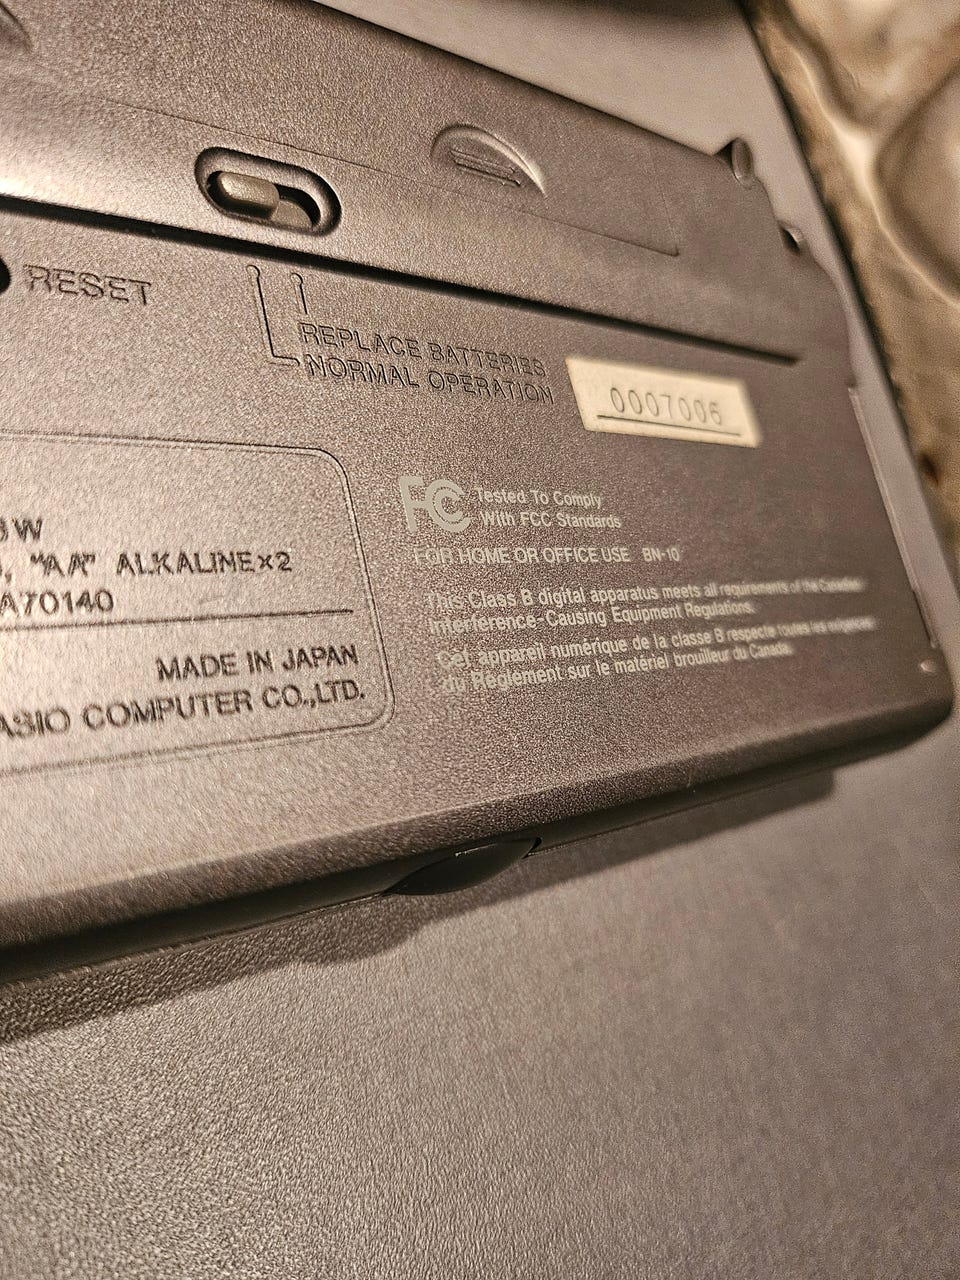 RESET
REPLACE BATTERIES
NORMAL OPERATION
0007006
FC Tested To Comply
With FCC Standards
FOR HOME OR OFFICE USE BN-10
This Class B digital apparatus meets all requirements of the Canadian
Interference-Causing Equipment Regulations.
Cet appareil numérique de la classe B respecte toutes les exigences
du Règlement sur le matériel brouilleur du Canada.
W
, "AA" ALKALINE×2
A70140
MADE IN JAPAN
ASIO COMPUTER CO.,LTD.